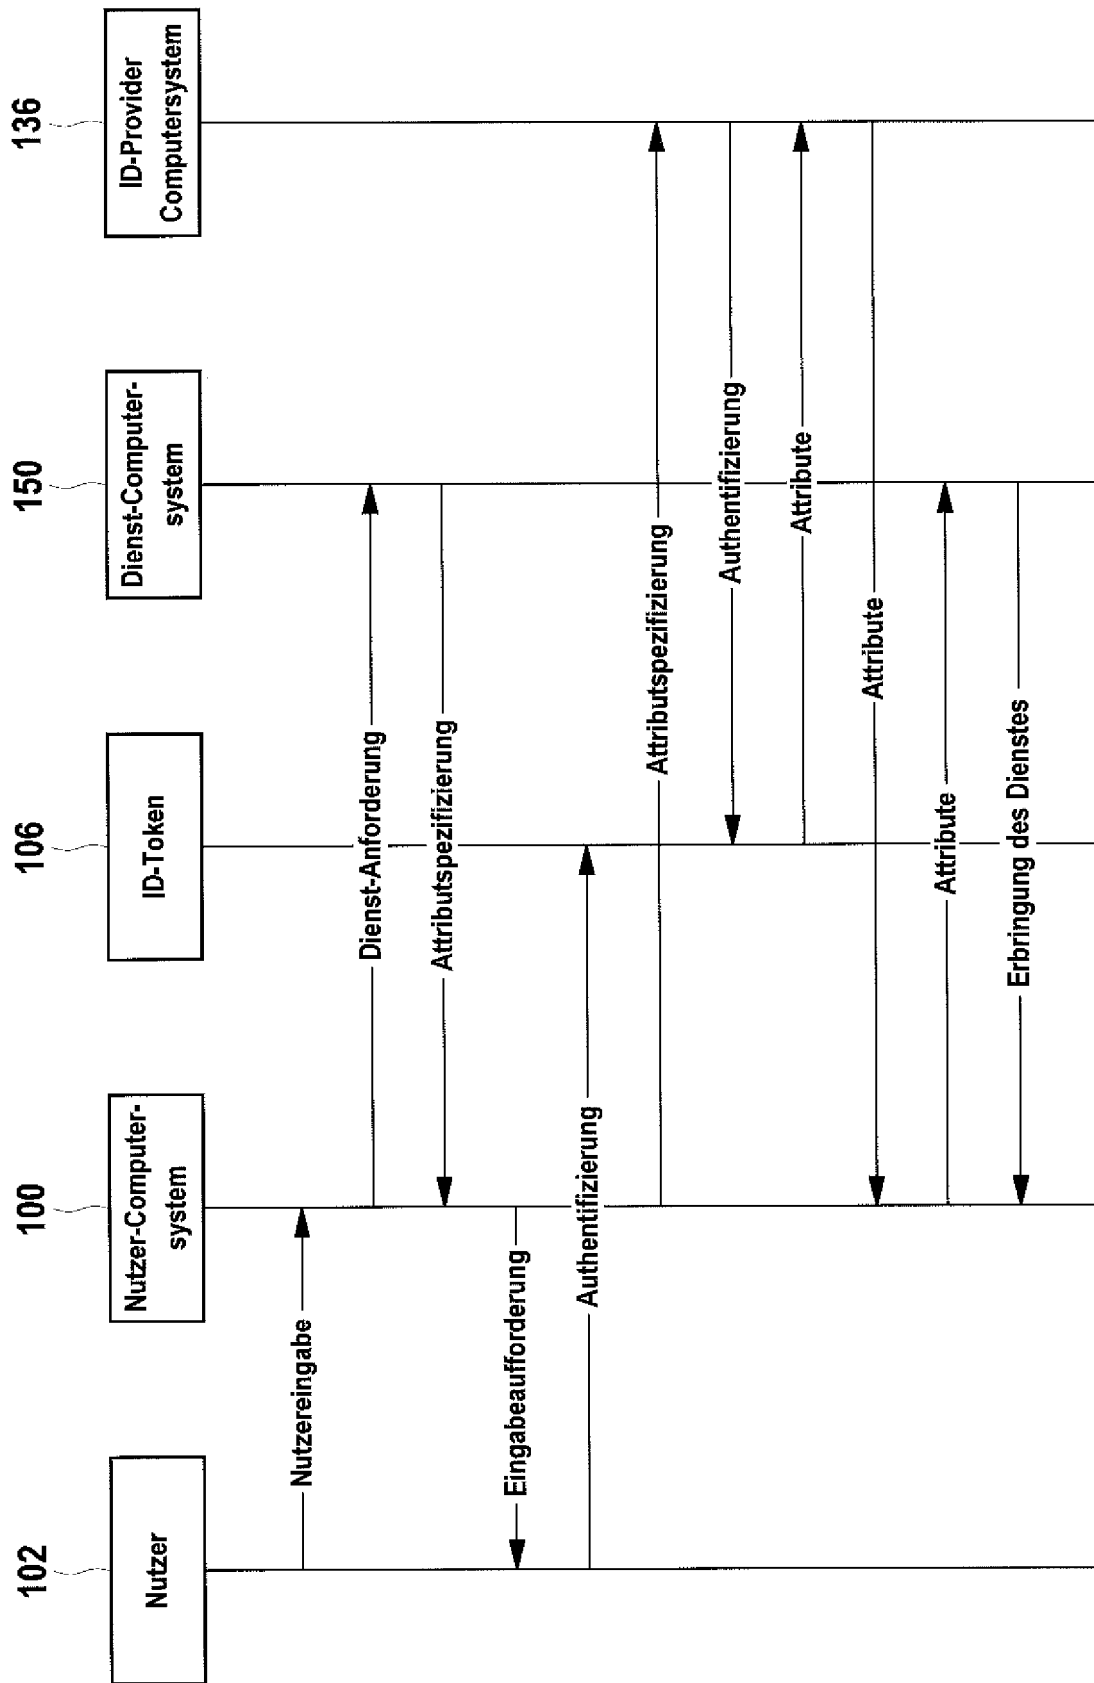 102
100
106
150
136
Nutzer
Nutzer-Computer-
system
ID-Token
Dienst-Computer-
system
ID-Provider
Computersystem
Nutzereingabe
Dienst-Anforderung
Attributspezifizierung
Eingabeaufforderung
Authentifizierung
Attributspezifizierung
Authentifizierung
Attribute
Attribute
Attribute
Erbringung des Dienstes